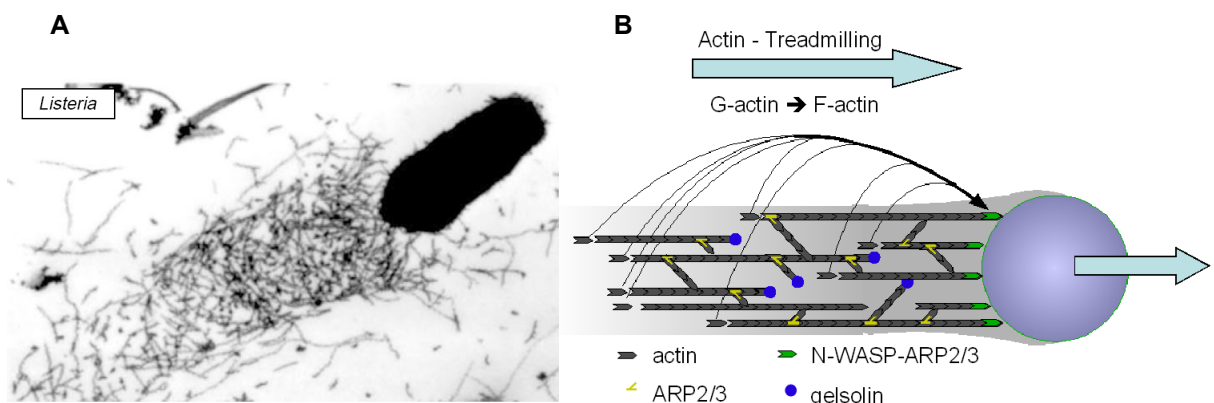 A
B
Listeria
Actin - Treadmilling
G-actin ➔ F-actin
actin
N-WASP-ARP2/3
ARP2/3
gelsolin